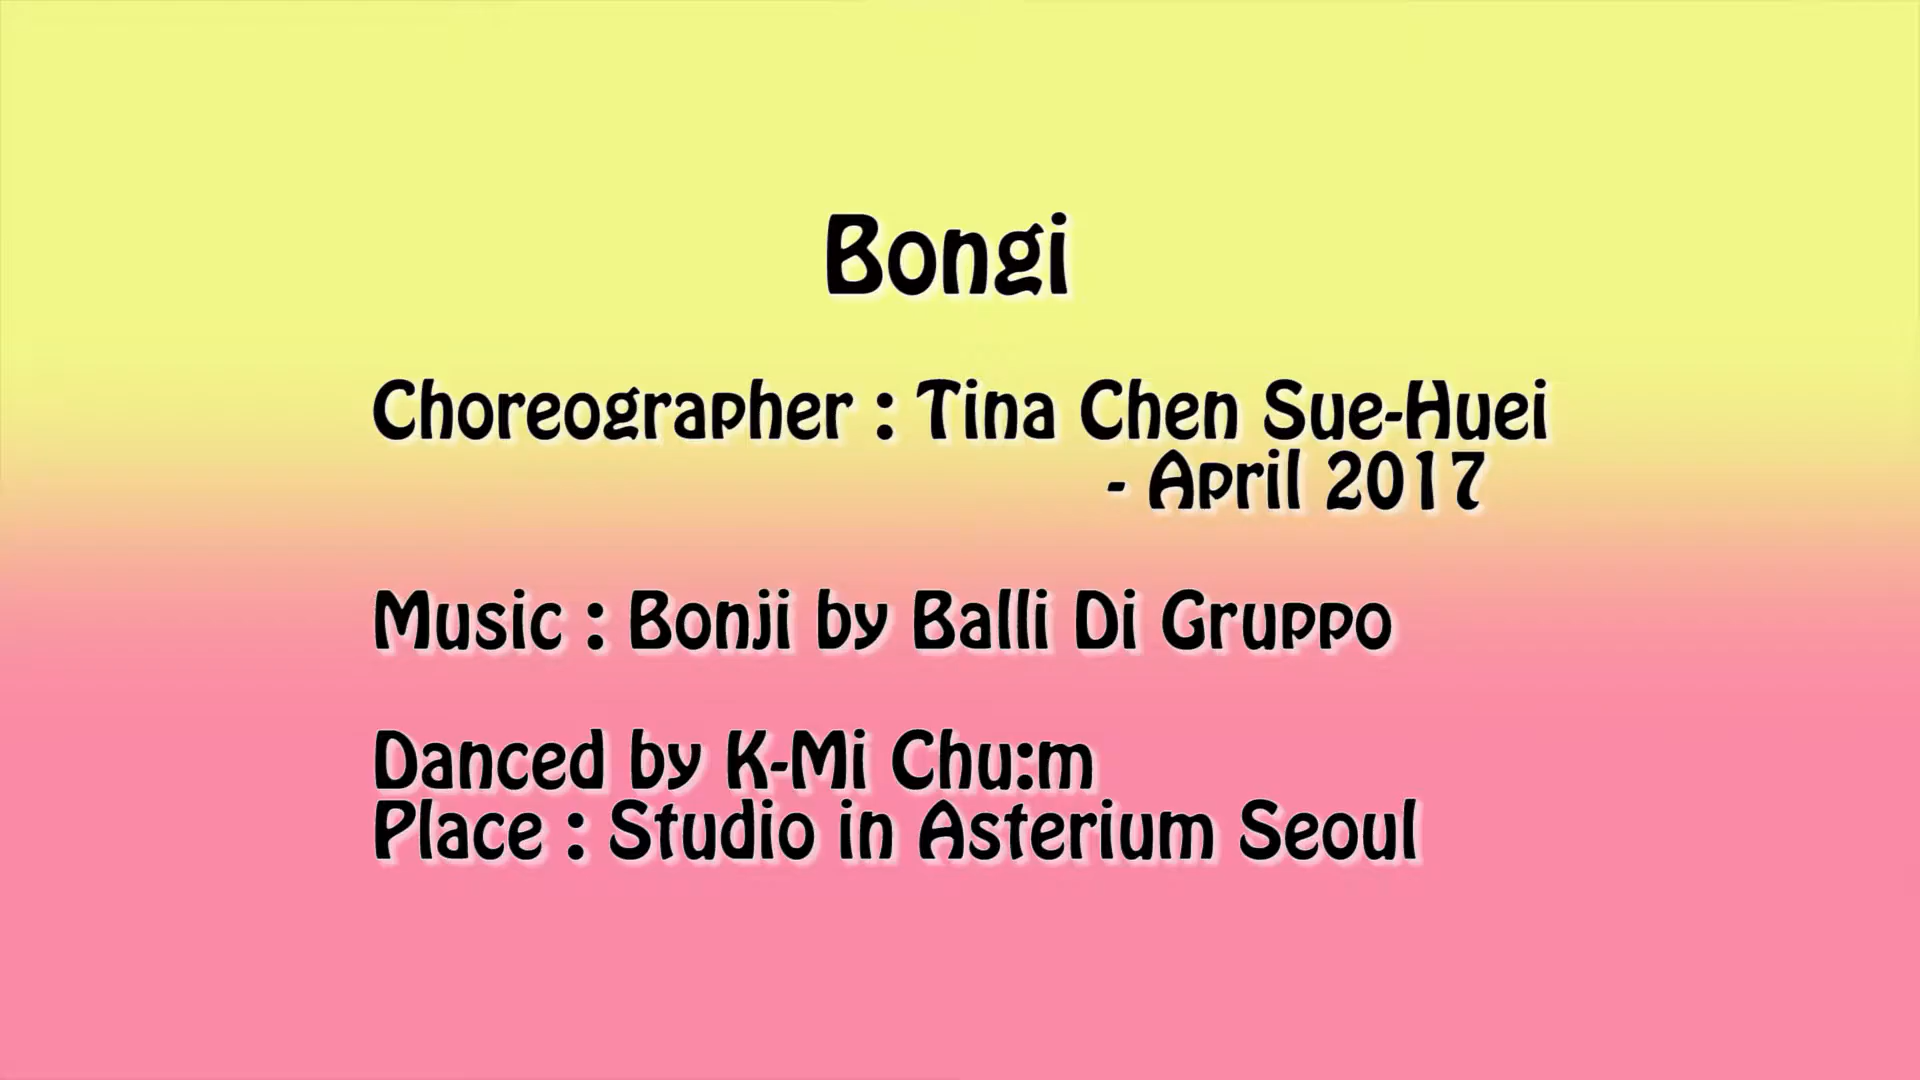 Bongi
Choreographer : Tina Chen Sue-Huei
- April 2017
Music : Bonji by Balli Di Gruppo
Danced by K-Mi Chu:m
Place : Studio in Asterium Seoul